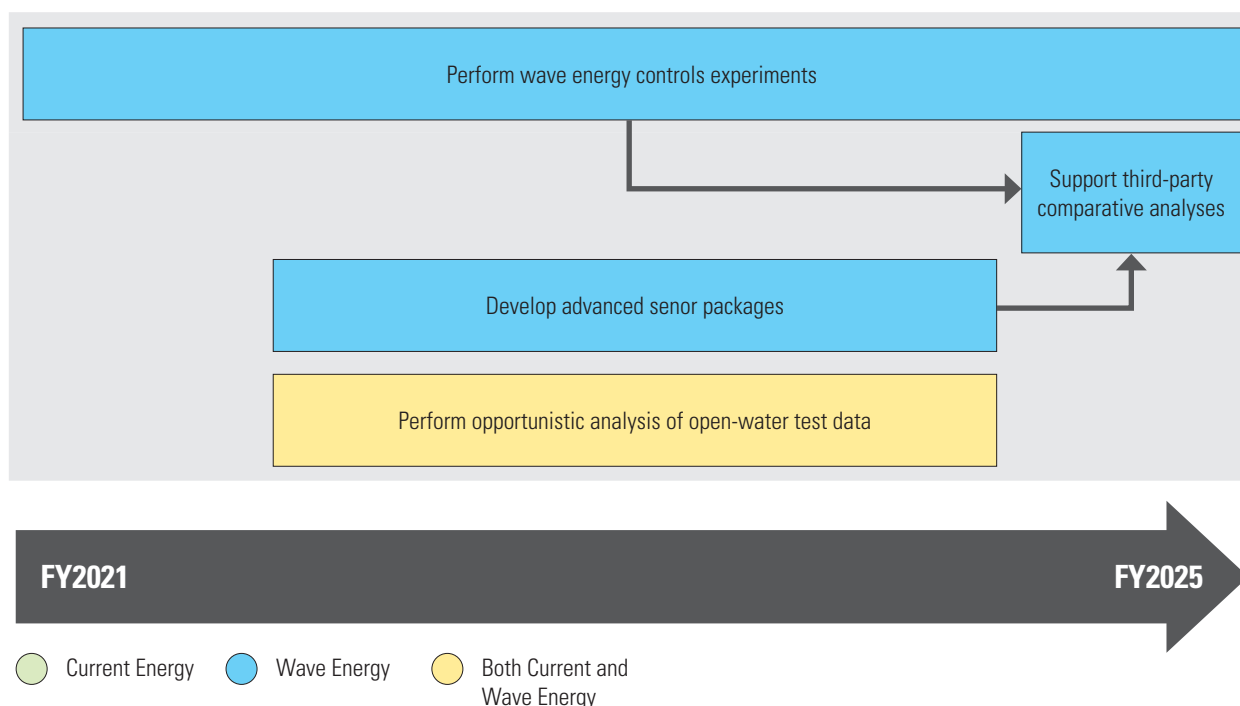 Perform wave energy controls experiments
Support third-party
comparative analyses
Develop advanced senor packages
Perform opportunistic analysis of open-water test data
FY2021
FY2025
Current Energy
Wave Energy
Both Current and
Wave Energy